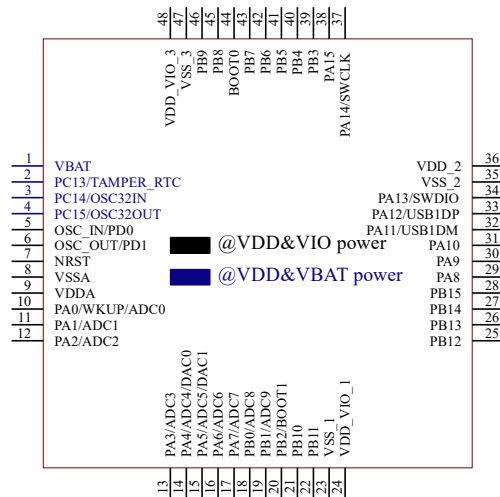 48 VDD_VIO_3
47 VSS_3
46 PB9
45 PB8
44 BOOT0
43 PB7
42 PB6
41 PB5
40 PB4
39 PB3
38 PA15
37 PA14/SWCLK
1 VBAT
2 PC13/TAMPER_RTC
3 PC14/OSC32IN
4 PC15/OSC32OUT
5 OSC_IN/PD0
6 OSC_OUT/PD1
7 NRST
8 VSSA
9 VDDA
10 PA0/WKUP/ADC0
11 PA1/ADC1
12 PA2/ADC2
@VDD&VIO power
@VDD&VBAT power
VDD_2 36
VSS_2 35
PA13/SWDIO 34
PA12/USB1DP 33
PA11/USB1DM 32
PA10 31
PA9 30
PA8 29
PB15 28
PB14 27
PB13 26
PB12 25
13 PA3/ADC3
14 PA4/ADC4/DAC0
15 PA5/ADC5/DAC1
16 PA6/ADC6
17 PA7/ADC7
18 PB0/ADC8
19 PB1/ADC9
20 PB2/BOOT1
21 PB10
22 PB11
23 VSS_1
24 VDD_VIO_1